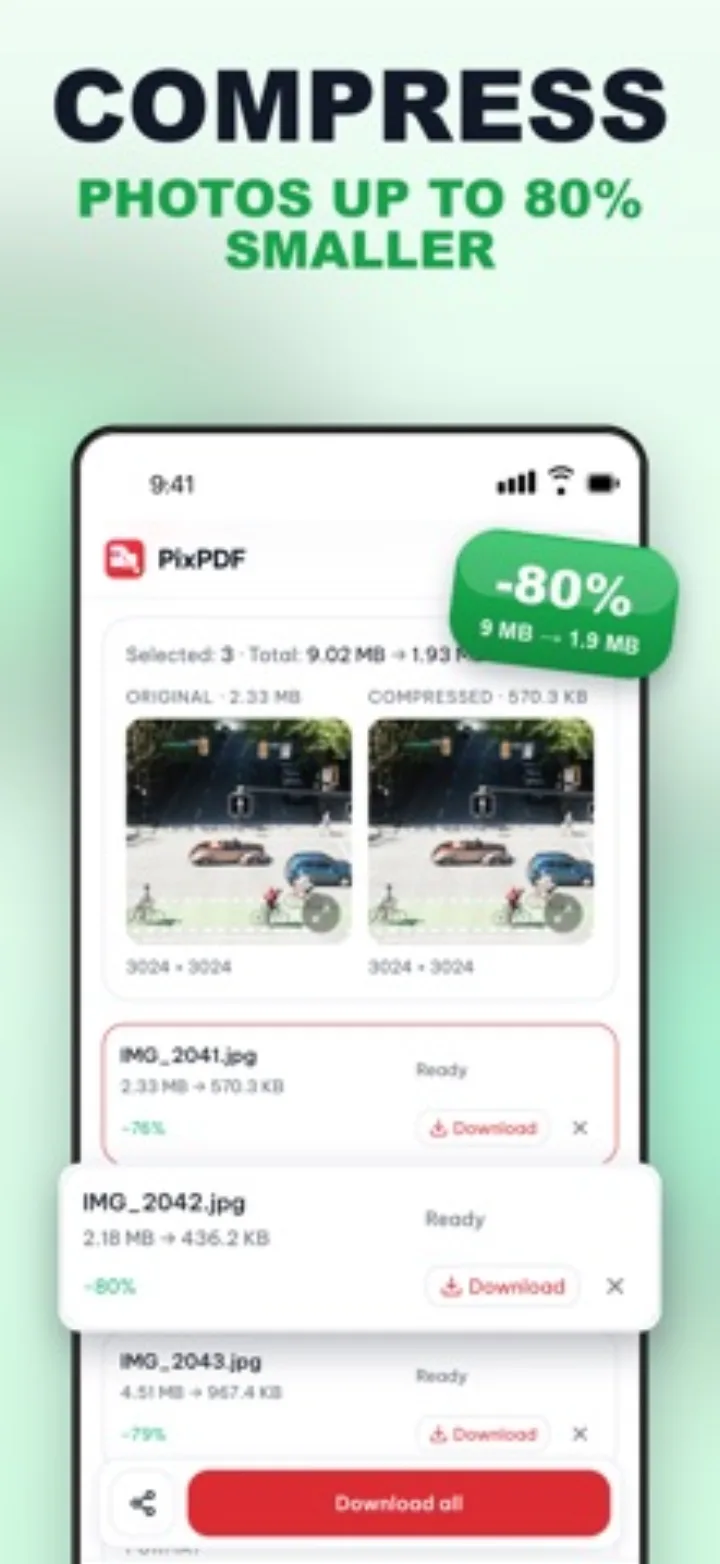 COMPRESS
PHOTOS UP TO 80%
SMALLER
9:41
PixPDF
-80%
9 MB → 1.9 MB
Selected: 3 · Total: 9.02 MB → 1.93
ORIGINAL · 2.33 MB
COMPRESSED · 570.3 KB
3024 × 3024
3024 × 3024
IMG_2041.jpg
Ready
2.33 MB → 570.3 KB
-76%
Download
IMG_2042.jpg
Ready
2.18 MB → 436.2 KB
-80%
Download
IMG_2043.jpg
Ready
4.51 MB → 967.4 KB
-79%
Download
Download all